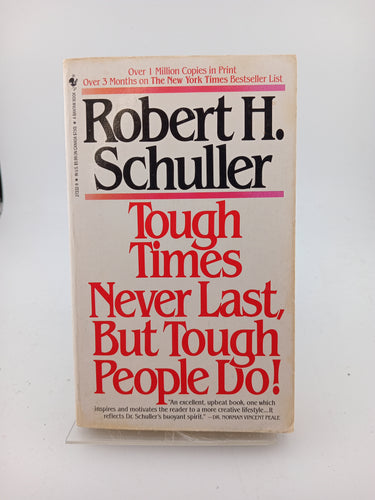 Over 1 Million Copies in Print
Over 3 Months on The New York Times Bestseller List
Robert H.
Schuller
Tough
Times
Never Last,
But Tough
People Do!
"An excellent, upbeat book, one which
inspires and motivates the reader to a more creative lifestyle...It
reflects Dr. Schuller's buoyant spirit." —DR. NORMAN VINCENT PEALE
A BANTAM BOOK